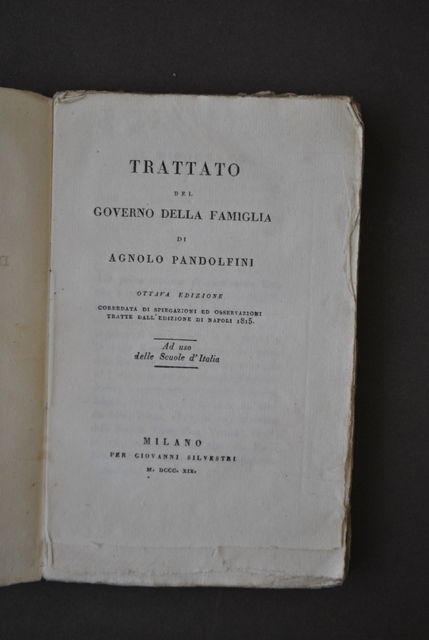 TRATTATO
DEL
GOVERNO DELLA FAMIGLIA
DI
AGNOLO PANDOLFINI
OTTAVA EDIZIONE
CORREDATA DI SPIEGAZIONI ED OSSERVAZIONI
TRATTE DALL'EDIZIONE DI NAPOLI 1815.
Ad uso
delle Scuole d'Italia
MILANO
PER GIOVANNI SILVESTRI
M. DCCC. XIX.